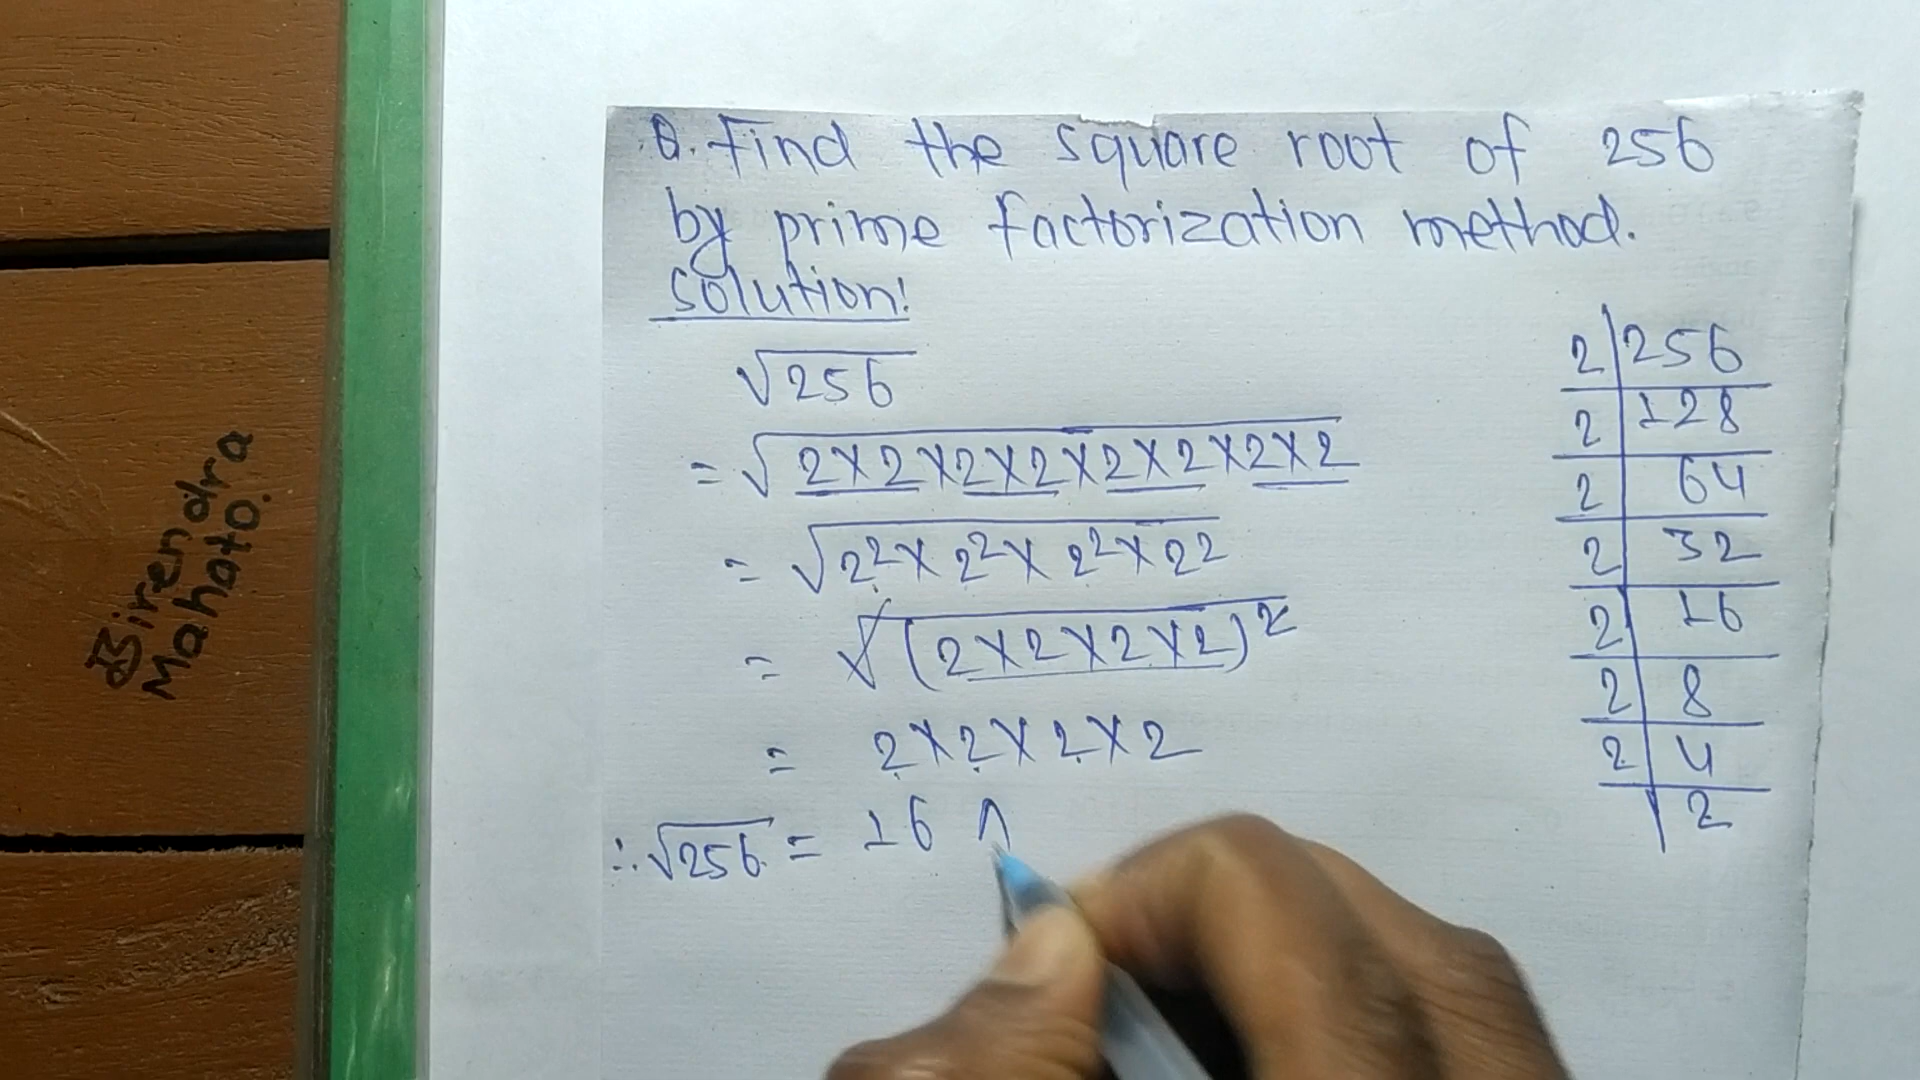 Q. Find the square root of 256
by prime factorization method.
Solution:
√256
= √2×2×2×2×2×2×2×2
= √2²×2²×2²×2²
= √(2×2×2×2)²
= 2×2×2×2
∴ √256 = 16
2 256
2 128
2 64
2 32
2 16
2 8
2 4
2
Birendra
Mahato.